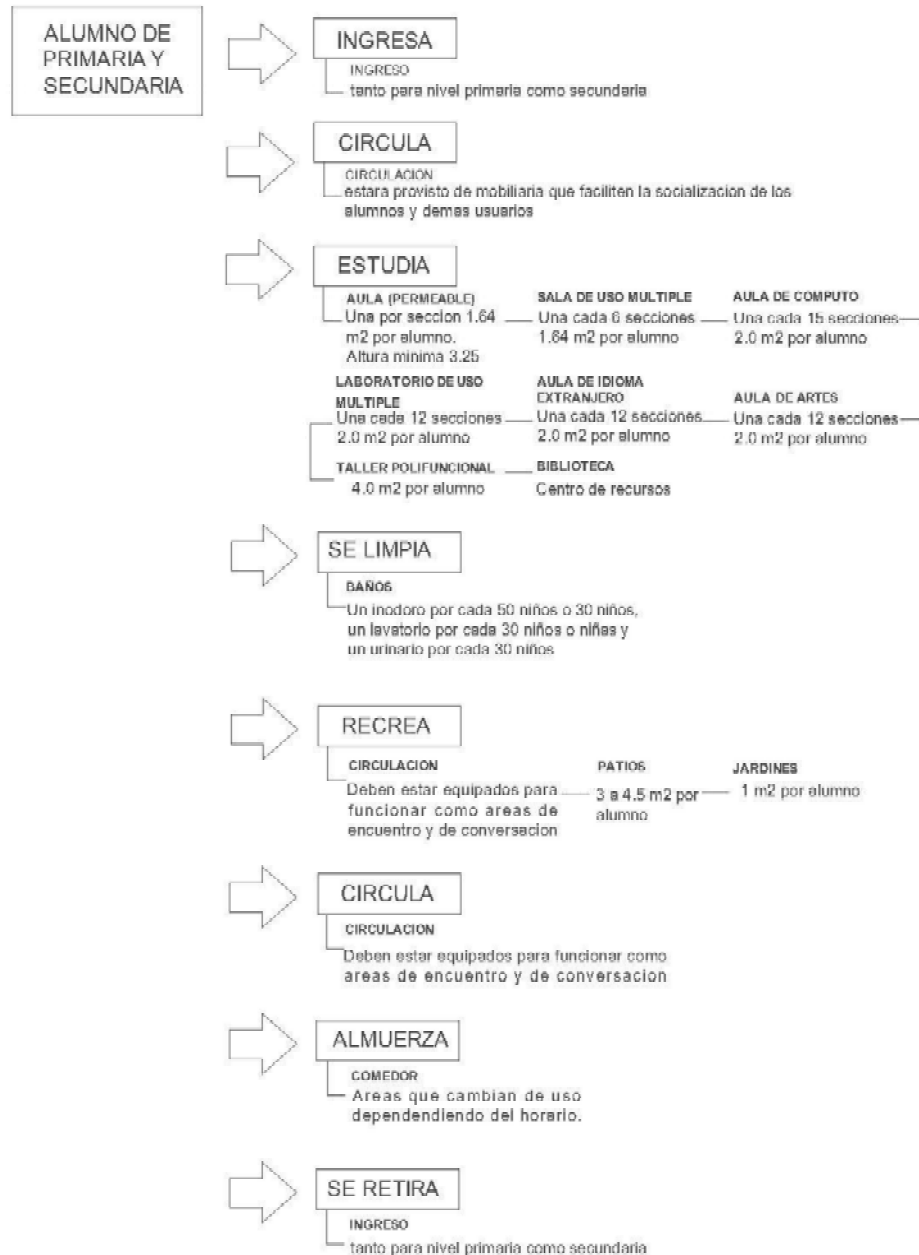 ALUMNO DE
PRIMARIA Y
SECUNDARIA
INGRESA
INGRESO
tanto para nivel primaria como secundaria
CIRCULA
CIRCULACION
estara provisto de mobiliaria que faciliten la socializacion de los
alumnos y demas usuarios
ESTUDIA
AULA (PERMEABLE)
Una por seccion 1.64
m2 por alumno.
Altura minima 3.25
SALA DE USO MULTIPLE
Una cada 6 secciones
1.64 m2 por alumno
AULA DE COMPUTO
Una cada 15 secciones
2.0 m2 por alumno
LABORATORIO DE USO
MULTIPLE
Una cada 12 secciones
2.0 m2 por alumno
AULA DE IDIOMA
EXTRANJERO
Una cada 12 secciones
2.0 m2 por alumno
AULA DE ARTES
Una cada 12 secciones
2.0 m2 por alumno
TALLER POLIFUNCIONAL
4.0 m2 por alumno
BIBLIOTECA
Centro de recursos
SE LIMPIA
BAÑOS
Un inodoro por cada 50 niños o 30 niños,
un lavatorio por cada 30 niños o niñas y
un urinario por cada 30 niños
RECREA
CIRCULACION
Deben estar equipados para
funcionar como areas de
encuentro y de conversacion
PATIOS
3 a 4.5 m2 por
alumno
JARDINES
1 m2 por alumno
CIRCULA
CIRCULACION
Deben estar equipados para funcionar como
areas de encuentro y de conversacion
ALMUERZA
COMEDOR
Areas que cambian de uso
dependendiendo del horario.
SE RETIRA
INGRESO
tanto para nivel primaria como secundaria